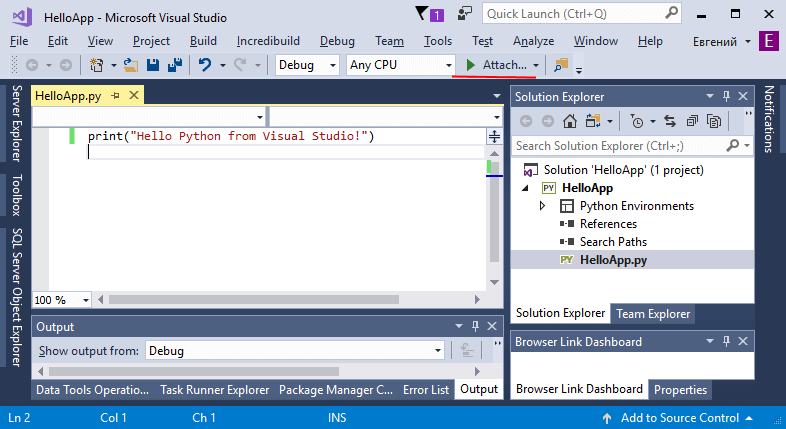 HelloApp - Microsoft Visual Studio
1
Quick Launch (Ctrl+Q)
File Edit View Project Build Incredibuild Debug Team Tools Test Analyze Window Help Евгений E
Debug Any CPU Attach...
Server Explorer
Toolbox
SQL Server Object Explorer
HelloApp.py
print("Hello Python from Visual Studio!")
100 %
Output
Show output from: Debug
Data Tools Operatio... Task Runner Explorer Package Manager C... Error List Output
Solution Explorer
Search Solution Explorer (Ctrl+;)
Solution 'HelloApp' (1 project)
PY HelloApp
Python Environments
References
Search Paths
PY HelloApp.py
Solution Explorer Team Explorer
Browser Link Dashboard
Browser Link Dashboard Properties
Notifications
Ln 2 Col 1 Ch 1 INS Add to Source Control